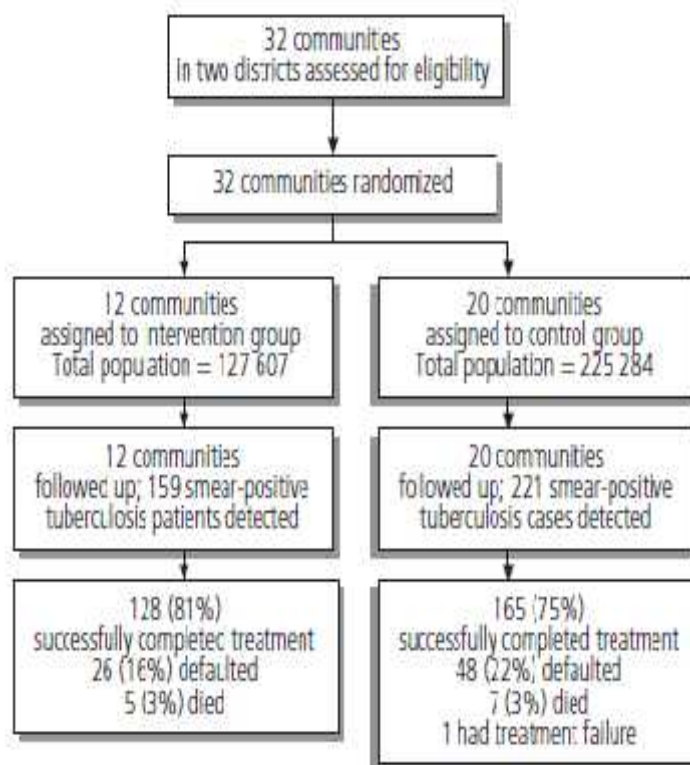 32 communities
in two districts assessed for eligibility
32 communities randomized
12 communities
assigned to intervention group
Total population = 127 607
20 communities
assigned to control group
Total population = 225 284
12 communities
followed up; 159 smear-positive
tuberculosis patients detected
20 communities
followed up; 221 smear-positive
tuberculosis cases detected
128 (81%)
successfully completed treatment
26 (16%) defaulted
5 (3%) died
165 (75%)
successfully completed treatment
48 (22%) defaulted
7 (3%) died
1 had treatment failure